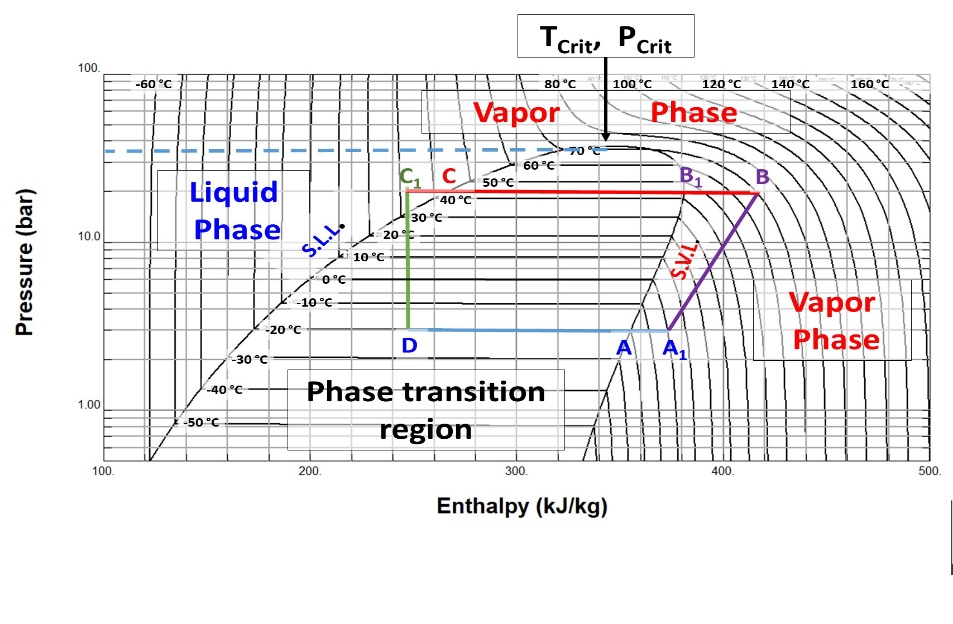 T_Crit, P_Crit
100.
-60 °C
80 °C
100 °C
120 °C
140 °C
160 °C
Vapor Phase
70 °C
60 °C
50 °C
C₁
C
B₁
B
40 °C
Liquid
Phase
30 °C
S.L.L
20 °C
10.0
10 °C
S.V.L
0 °C
-10 °C
Vapor
Phase
-20 °C
D
A
A₁
-30 °C
Phase transition
region
-40 °C
1.00
-50 °C
100.
200.
300.
400.
500.
Enthalpy (kJ/kg)
Pressure (bar)